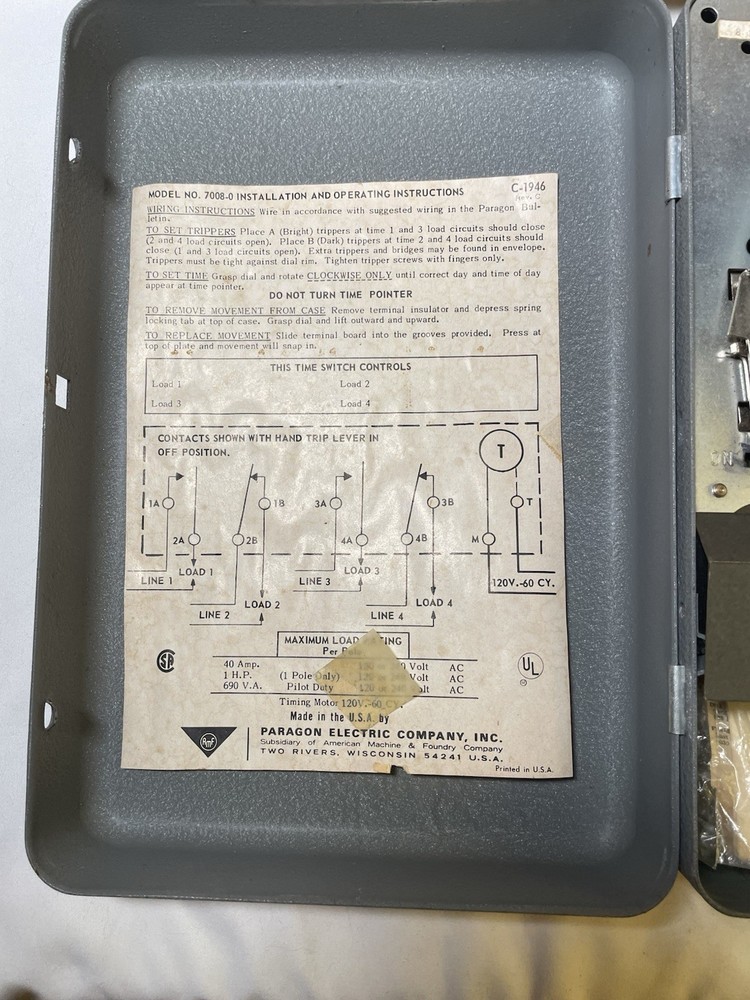 MODEL NO. 7008-0 INSTALLATION AND OPERATING INSTRUCTIONS
C-1946
Rev. C
WIRING INSTRUCTIONS Wire in accordance with suggested wiring in the Paragon Bul-
letin.
TO SET TRIPPERS Place A (Bright) trippers at time 1 and 3 load circuits should close
(2 and 4 load circuits open). Place B (Dark) trippers at time 2 and 4 load circuits should
close (1 and 3 load circuits open). Extra trippers and bridges may be found in envelope.
Trippers must be tight against dial rim. Tighten tripper screws with fingers only.
TO SET TIME Grasp dial and rotate CLOCKWISE ONLY until correct day and time of day
appear at time pointer.
DO NOT TURN TIME POINTER
TO REMOVE MOVEMENT FROM CASE Remove terminal insulator and depress spring
locking tab at top of case. Grasp dial and lift outward and upward.
TO REPLACE MOVEMENT Slide terminal board into the grooves provided. Press at
top of plate and movement will snap in.
THIS TIME SWITCH CONTROLS
Load 1 Load 2
Load 3 Load 4
CONTACTS SHOWN WITH HAND TRIP LEVER IN
OFF POSITION.
T
1A 1B 3A 3B T
2A 2B 4A 4B M
LINE 1 LOAD 1 LINE 3 LOAD 3 120V.-60 CY.
LINE 2 LOAD 2 LINE 4 LOAD 4
MAXIMUM LOAD
Per
40 Amp. Volt AC
1 H.P. (1 Pole Only) Volt AC
690 V.A. Pilot Duty AC
SA
UL
Timing Motor 120V.-60 CY.
Made in the U.S.A. by
AMF
PARAGON ELECTRIC COMPANY, INC.
Subsidiary of American Machine & Foundry Company
TWO RIVERS, WISCONSIN 54241 U.S.A.
Printed in U.S.A.
ON